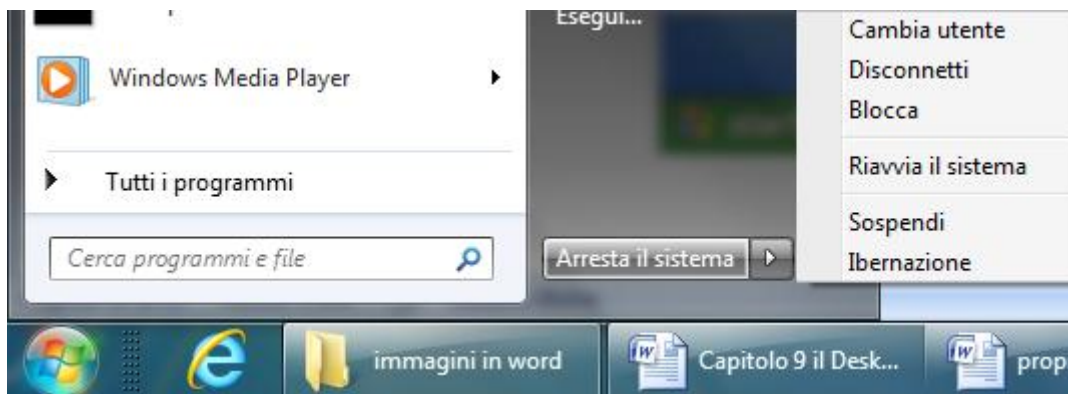 Esegui...
Windows Media Player
Tutti i programmi
Cerca programmi e file
Arresta il sistema
Cambia utente
Disconnetti
Blocca
Riavvia il sistema
Sospendi
Ibernazione
immagini in word
Capitolo 9 il Desk...
prop